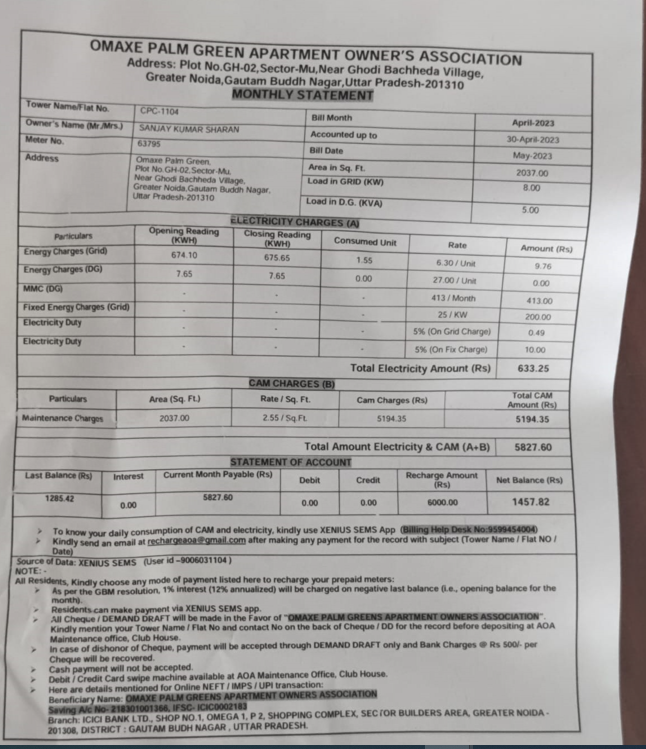 OMAXE PALM GREEN APARTMENT OWNER'S ASSOCIATION
Address: Plot No.GH-02,Sector-Mu,Near Ghodi Bachheda Village,
Greater Noida,Gautam Buddh Nagar,Uttar Pradesh-201310
MONTHLY STATEMENT
Tower Name/Flat No. CPC-1104 Bill Month April-2023
Owner's Name (Mr./Mrs.) SANJAY KUMAR SHARAN Accounted up to 30-April-2023
Meter No. 63795 Bill Date May-2023
Address Omaxe Palm Green, Area in Sq. Ft. 2037.00
Plot No.GH-02,Sector-Mu, Load in GRID (KW) 8.00
Near Ghodi Bachheda Village,
Greater Noida,Gautam Buddh Nagar, Load in D.G. (KVA) 5.00
Uttar Pradesh-201310
ELECTRICITY CHARGES (A)
Particulars Opening Reading (KWH) Closing Reading (KWH) Consumed Unit Rate Amount (Rs)
Energy Charges (Grid) 674.10 675.65 1.55 6.30 / Unit 9.76
Energy Charges (DG) 7.65 7.65 0.00 27.00 / Unit 0.00
MMC (DG) - - - 413 / Month 413.00
Fixed Energy Charges (Grid) - - - 25 / KW 200.00
Electricity Duty - - - 5% (On Grid Charge) 0.49
Electricity Duty - - - 5% (On Fix Charge) 10.00
Total Electricity Amount (Rs) 633.25
CAM CHARGES (B)
Particulars Area (Sq. Ft.) Rate / Sq. Ft. Cam Charges (Rs) Total CAM Amount (Rs)
Maintenance Charges 2037.00 2.55 / Sq.Ft. 5194.35 5194.35
Total Amount Electricity & CAM (A+B) 5827.60
STATEMENT OF ACCOUNT
Last Balance (Rs) Interest Current Month Payable (Rs) Debit Credit Recharge Amount (Rs) Net Balance (Rs)
1285.42 0.00 5827.60 0.00 0.00 6000.00 1457.82
➢ To know your daily consumption of CAM and electricity, kindly use XENIUS SEMS App (Billing Help Desk No:9599454004)
➢ Kindly send an email at rechargeaoa@gmail.com after making any payment for the record with subject (Tower Name / Flat NO /
Date)
Source of Data: XENIUS SEMS (User id –9006031104 )
NOTE: -
All Residents, Kindly choose any mode of payment listed here to recharge your prepaid meters:
➢ As per the GBM resolution, 1% interest (12% annualized) will be charged on negative last balance (i.e., opening balance for the
month).
➢ Residents can make payment via XENIUS SEMS app.
➢ All Cheque / DEMAND DRAFT will be made in the Favor of "OMAXE PALM GREENS APARTMENT OWNERS ASSOCIATION".
Kindly mention your Tower Name / Flat No and contact No on the back of Cheque / DD for the record before depositing at AOA
Maintenance office, Club House.
➢ In case of dishonor of Cheque, payment will be accepted through DEMAND DRAFT only and Bank Charges @ Rs 500/- per
Cheque will be recovered.
➢ Cash payment will not be accepted.
➢ Debit / Credit Card swipe machine available at AOA Maintenance Office, Club House.
➢ Here are details mentioned for Online NEFT / IMPS / UPI transaction:
Beneficiary Name: OMAXE PALM GREENS APARTMENT OWNERS ASSOCIATION
Saving A/c No- 218301001366, IFSC- ICIC0002183
Branch: ICICI BANK LTD., SHOP NO.1, OMEGA 1, P 2, SHOPPING COMPLEX, SECTOR BUILDERS AREA, GREATER NOIDA -
201308, DISTRICT : GAUTAM BUDH NAGAR , UTTAR PRADESH.